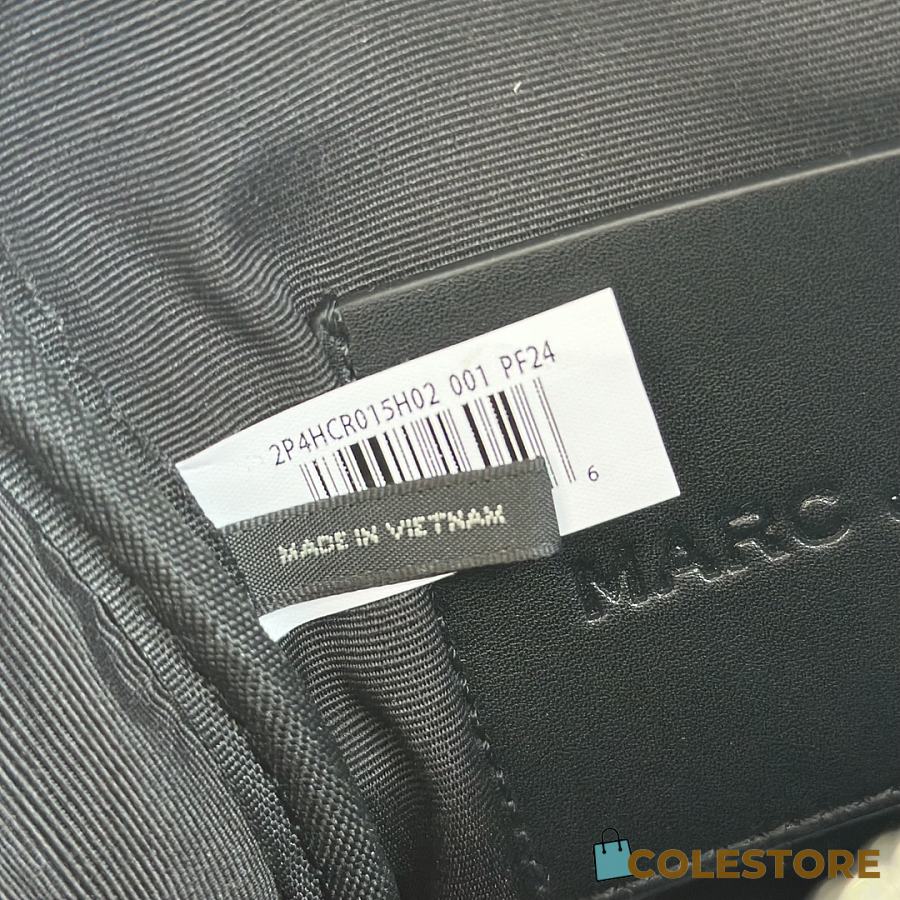 2P4HCR015H02 001 PF24
6
MADE IN VIETNAM
MARC
COLESTORE